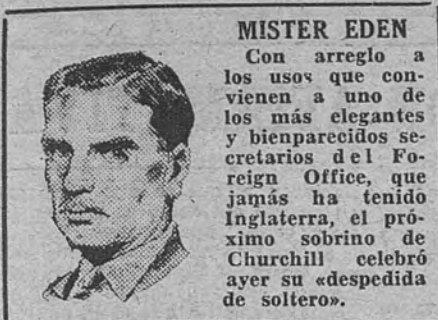 MISTER EDEN
Con arreglo a
los usos que con-
vienen a uno de
los más elegantes
y bienparecidos se-
cretarios del Fo-
reign Office, que
jamás ha tenido
Inglaterra, el pró-
ximo sobrino de
Churchill celebró
ayer su «despedida
de soltero».